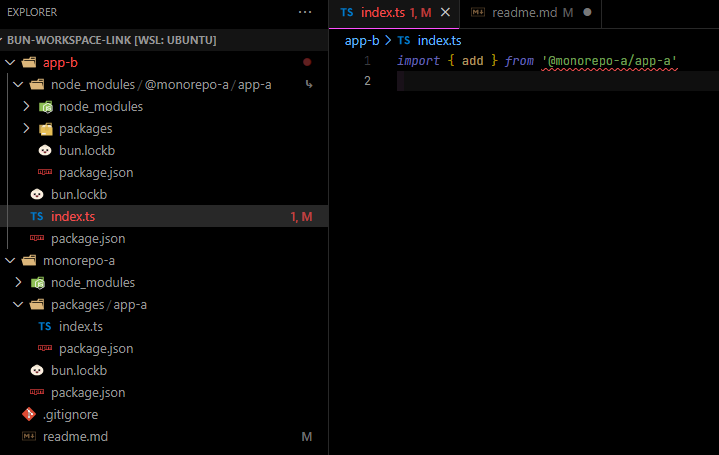 EXPLORER
BUN-WORKSPACE-LINK [WSL: UBUNTU]
app-b
node_modules / @monorepo-a / app-a
node_modules
packages
bun.lockb
package.json
bun.lockb
TS index.ts 1, M
package.json
monorepo-a
node_modules
packages / app-a
TS index.ts
package.json
bun.lockb
package.json
.gitignore
readme.md M
TS index.ts 1, M
readme.md M
app-b > TS index.ts
1 import { add } from '@monorepo-a/app-a'
2